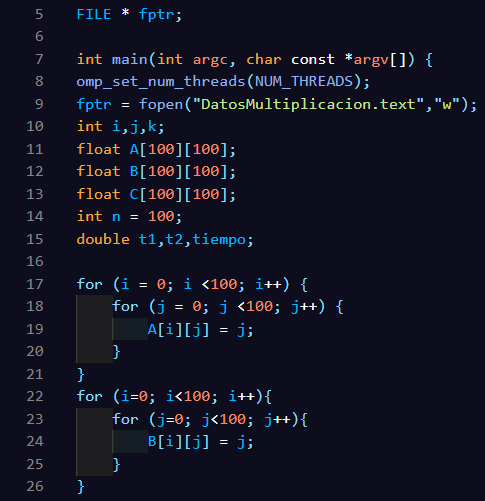 5 FILE * fptr;
6
7 int main(int argc, char const *argv[]) {
8 omp_set_num_threads(NUM_THREADS);
9 fptr = fopen("DatosMultiplicacion.text","w");
10 int i,j,k;
11 float A[100][100];
12 float B[100][100];
13 float C[100][100];
14 int n = 100;
15 double t1,t2,tiempo;
16
17 for (i = 0; i <100; i++) {
18     for (j = 0; j <100; j++) {
19         A[i][j] = j;
20     }
21 }
22 for (i=0; i<100; i++){
23     for (j=0; j<100; j++){
24         B[i][j] = j;
25     }
26 }